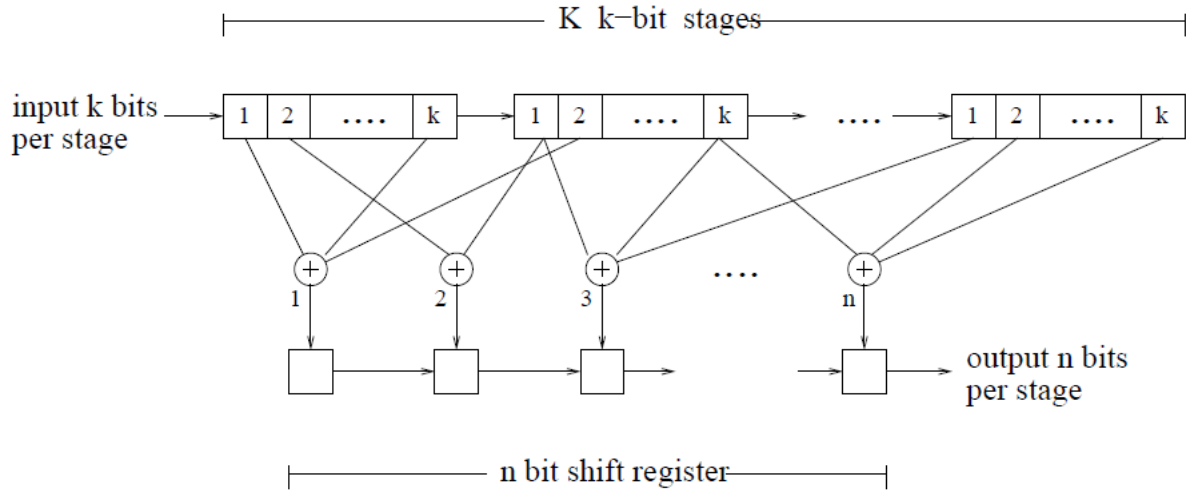 K k-bit stages
input k bits
per stage
1 2 .... k
1 2 .... k
....
1 2 .... k
+ + + .... +
1 2 3 n
output n bits
per stage
n bit shift register